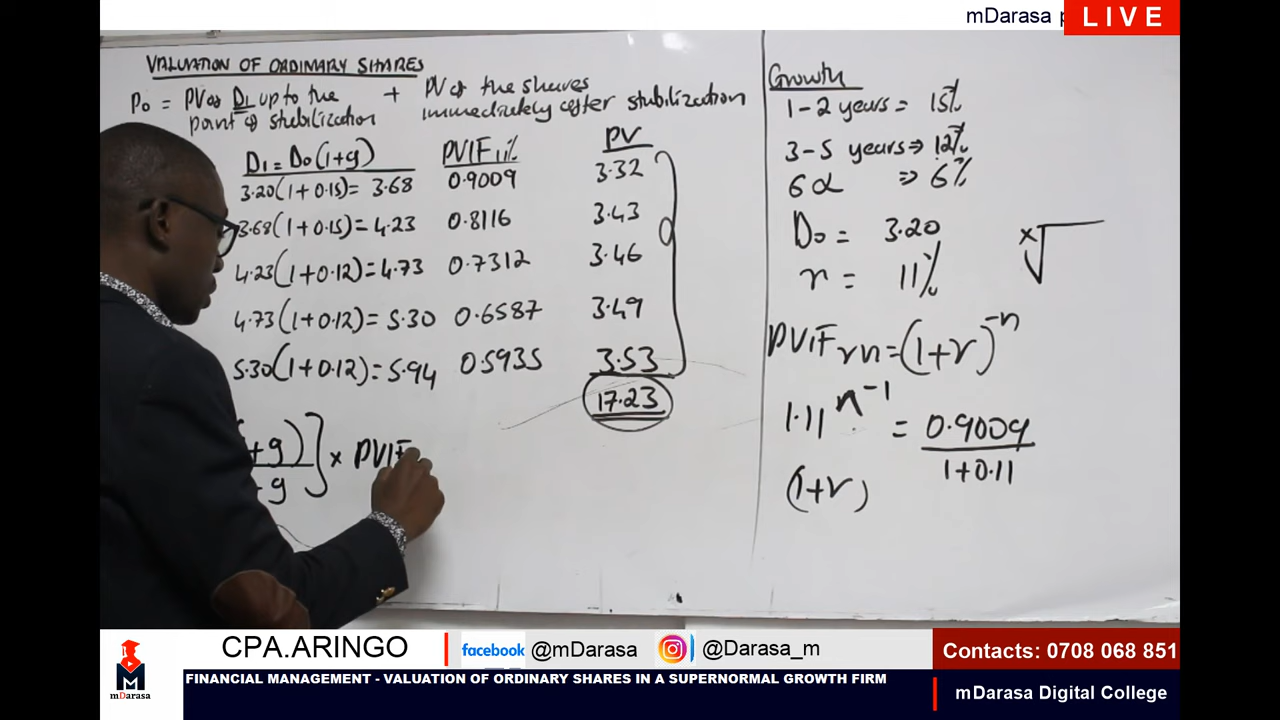 mDarasa
LIVE
VALUATION OF ORDINARY SHARES
P0 = PV of D1 up to the point of stabilization + PV of the shares immediately after stabilization
D1 = D0(1+g) PVIF 11% PV
3.20(1+0.15) = 3.68 0.9009 3.32
3.68(1+0.15) = 4.23 0.8116 3.43
4.23(1+0.12) = 4.73 0.7312 3.46
4.73(1+0.12) = 5.30 0.6587 3.49
5.30(1+0.12) = 5.94 0.5935 3.53
17.23
+g)] × PVIF
-g
Growth
1-2 years = 15%
3-5 years ⇒ 12%
6 α ⇒ 6%
D0 = 3.20
r = 11%
x√
PVIFrn = (1+r)^-n
1.11 n^-1 = 0.9009
1+0.11
(1+r)
CPA.ARINGO
facebook @mDarasa
@Darasa_m
Contacts: 0708 068 851
mDarasa
FINANCIAL MANAGEMENT - VALUATION OF ORDINARY SHARES IN A SUPERNORMAL GROWTH FIRM
mDarasa Digital College